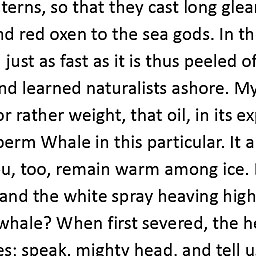 terns, so that they cast long glea
nd red oxen to the sea gods. In th
just as fast as it is thus peeled of
nd learned naturalists ashore. My
or rather weight, that oil, in its ex
perm Whale in this particular. It a
u, too, remain warm among ice.
and the white spray heaving high
whale? When first severed, the he
es: speak, mighty head, and tell u